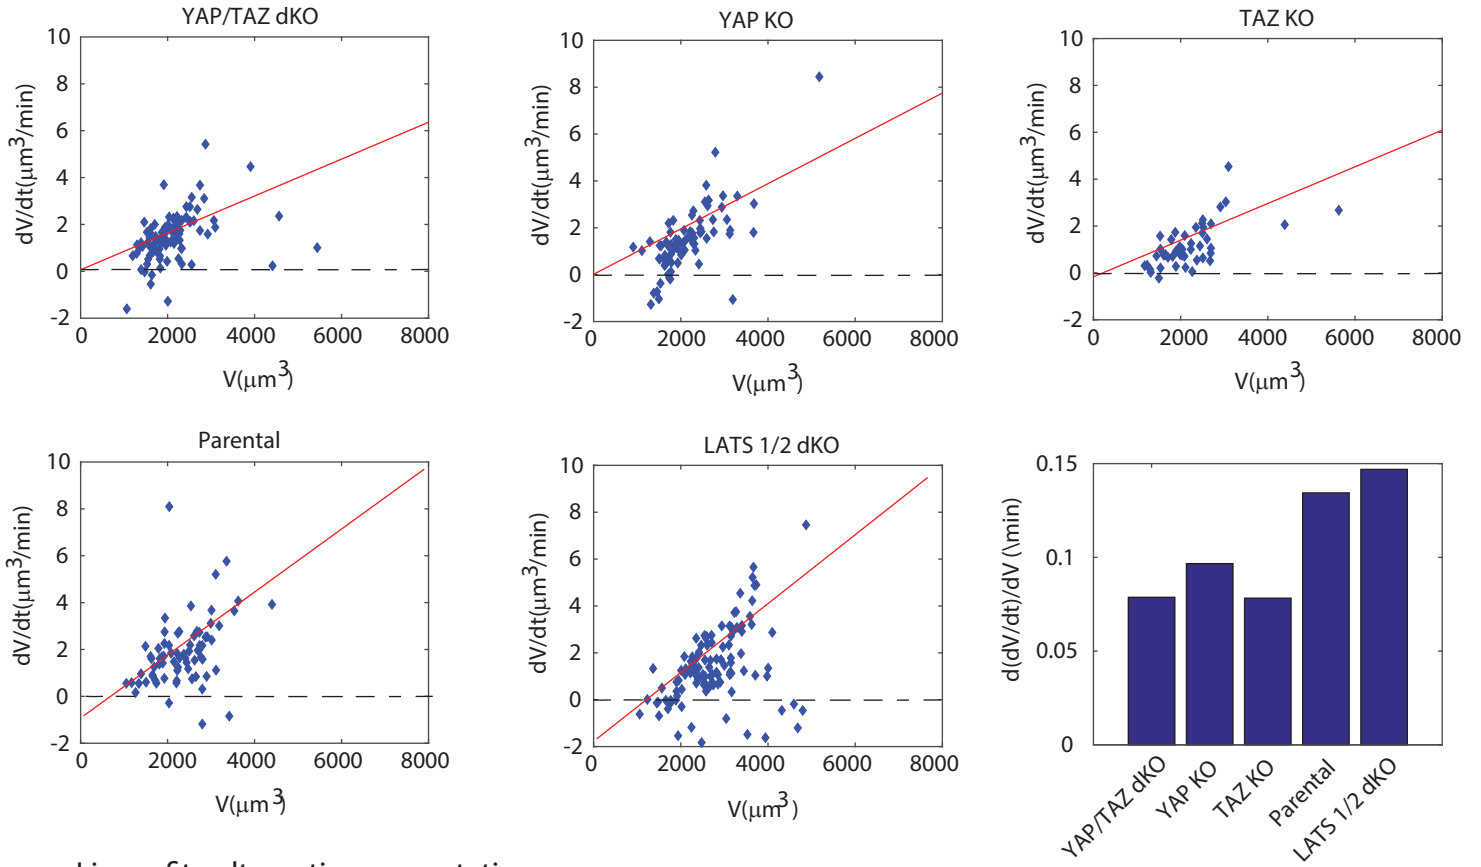 YAP/TAZ dKO
10
8
6
4
2
0
-2
dV/dt(μm³/min)
0 2000 4000 6000 8000
V(μm³)
YAP KO
10
8
6
4
2
0
-2
dV/dt(μm³/min)
0 2000 4000 6000 8000
V(μm³)
TAZ KO
10
8
6
4
2
0
-2
dV/dt(μm³/min)
0 2000 4000 6000 8000
V(μm³)
Parental
10
8
6
4
2
0
-2
dV/dt(μm³/min)
0 2000 4000 6000 8000
V(μm³)
LATS 1/2 dKO
10
8
6
4
2
0
-2
dV/dt(μm³/min)
0 2000 4000 6000 8000
V(μm³)
0.15
0.1
0.05
0
d(dV/dt)/dV (\min)
YAP/TAZ dKO
YAP KO
TAZ KO
Parental
LATS 1/2 dKO